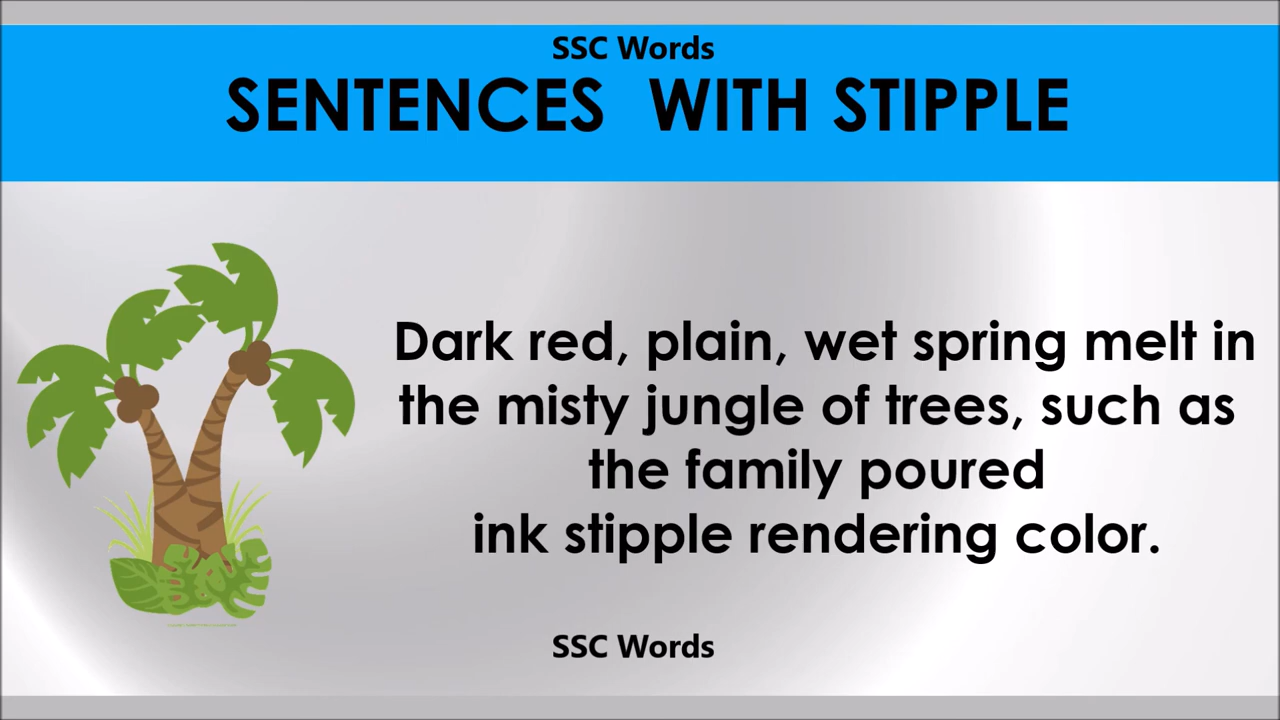 SSC Words
SENTENCES WITH STIPPLE
Dark red, plain, wet spring melt in
the misty jungle of trees, such as
the family poured
ink stipple rendering color.
SSC Words